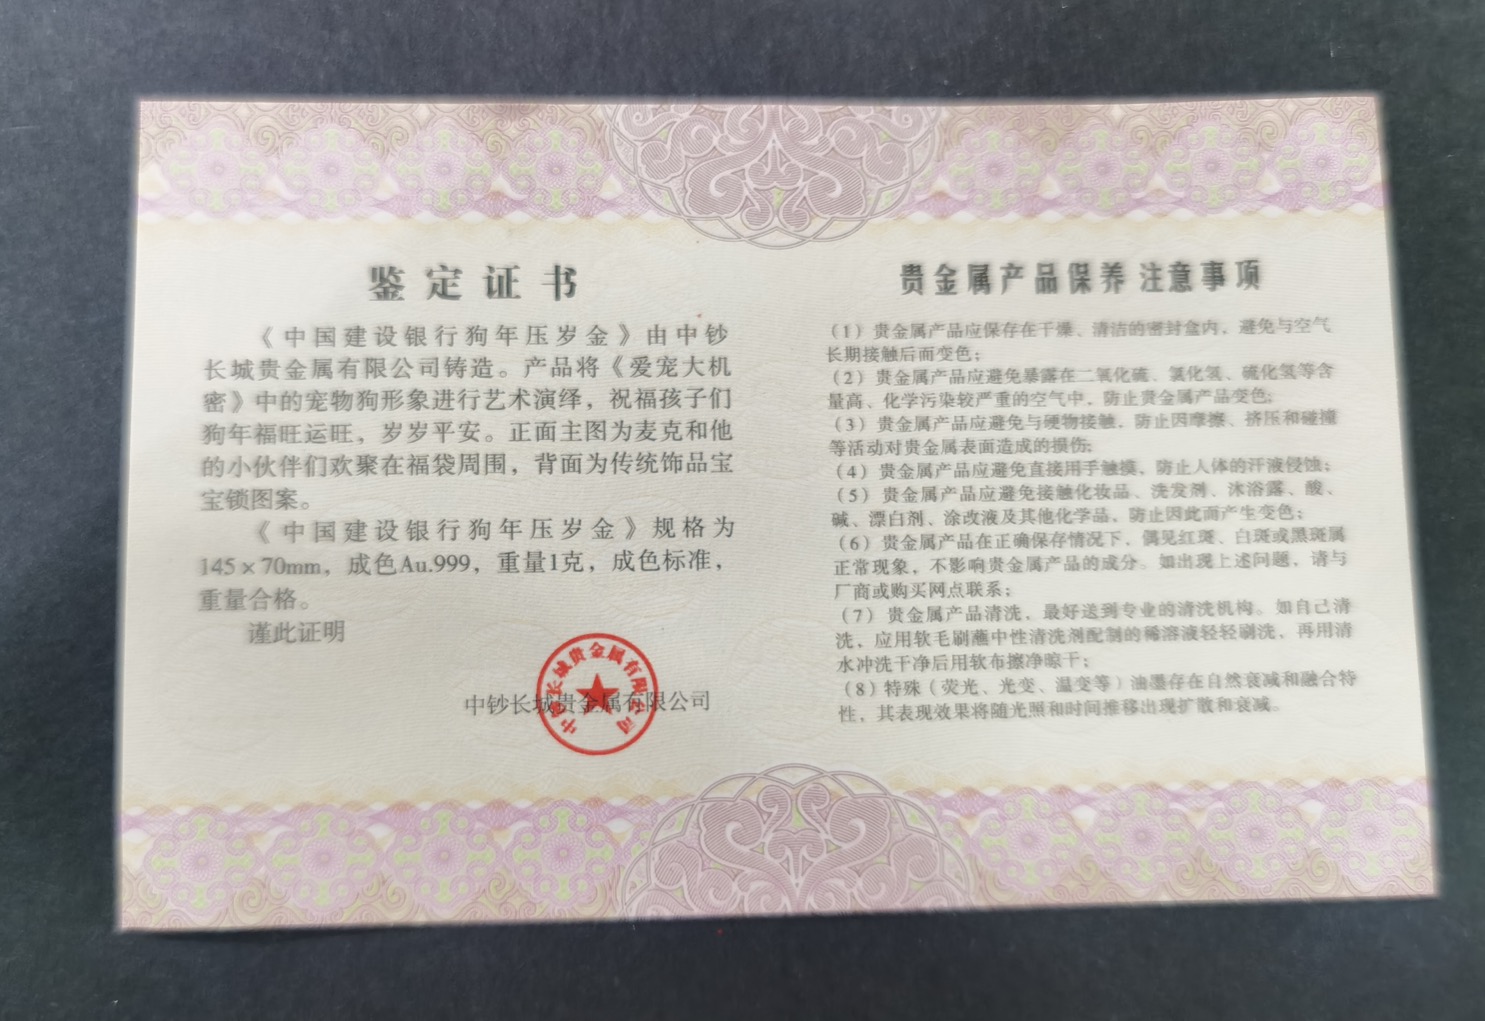 鉴定证书
《中国建设银行狗年压岁金》由中钞
长城贵金属有限公司铸造。产品将《爱宠大机
密》中的宠物狗形象进行艺术演绎，祝福孩子们
狗年福旺运旺，岁岁平安。正面主图为麦克和他
的小伙伴们欢聚在福袋周围，背面为传统饰品宝
宝锁图案。
《中国建设银行狗年压岁金》规格为
145×70mm，成色Au.999，重量1克，成色标准，
重量合格。
谨此证明
中钞长城贵金属有限公司
中钞长城贵金属有限公司
贵金属产品保养注意事项
（1）贵金属产品应保存在干燥、清洁的密封盒内，避免与空气
长期接触后而变色；
（2）贵金属产品应避免暴露在二氧化硫、氯化氢、硫化氢等含
量高、化学污染较严重的空气中，防止贵金属产品变色；
（3）贵金属产品应避免与硬物接触，防止因摩擦、挤压和碰撞
等活动对贵金属表面造成的损伤；
（4）贵金属产品应避免直接用手触摸，防止人体的汗液侵蚀；
（5）贵金属产品应避免接触化妆品、洗发剂、沐浴露、酸、
碱、漂白剂、涂改液及其他化学品，防止因此而产生变色；
（6）贵金属产品在正确保存情况下，偶见红斑、白斑或黑斑属
正常现象，不影响贵金属产品的成分。如出现上述问题，请与
厂商或购买网点联系；
（7）贵金属产品清洗，最好送到专业的清洗机构。如自己清
洗，应用软毛刷蘸中性清洗剂配制的稀溶液轻轻刷洗，再用清
水冲洗干净后用软布擦净晾干；
（8）特殊（荧光、光变、温变等）油墨存在自然衰减和融合特
性，其表现效果将随光照和时间推移出现扩散和衰减。